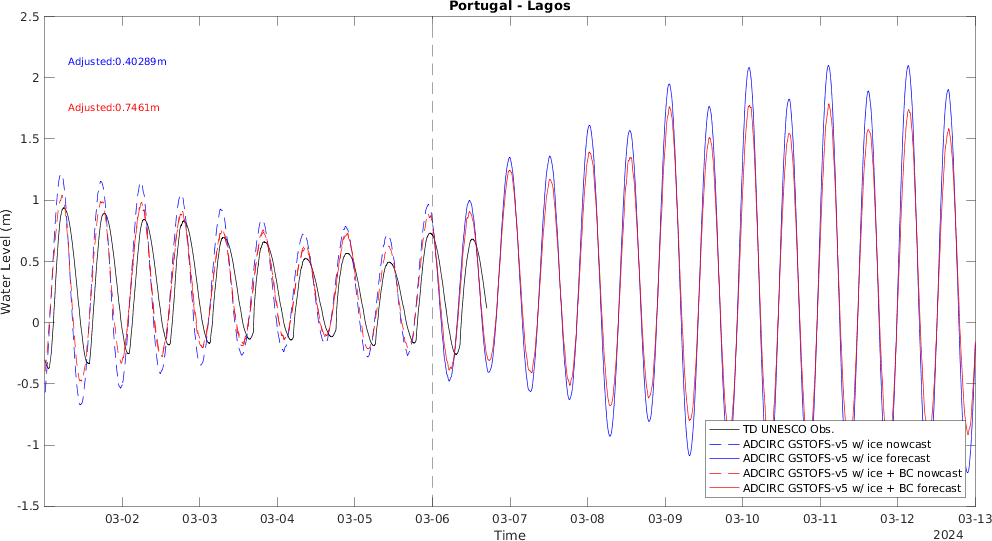 Portugal - Lagos
2.5
2
1.5
1
0.5
0
-0.5
-1
-1.5
Water Level (m)
Adjusted:0.40289m
Adjusted:0.7461m
TD UNESCO Obs.
ADCIRC GSTOFS-v5 w/ ice nowcast
ADCIRC GSTOFS-v5 w/ ice forecast
ADCIRC GSTOFS-v5 w/ ice + BC nowcast
ADCIRC GSTOFS-v5 w/ ice + BC forecast
03-02 03-03 03-04 03-05 03-06 03-07 03-08 03-09 03-10 03-11 03-12 03-13
Time
2024